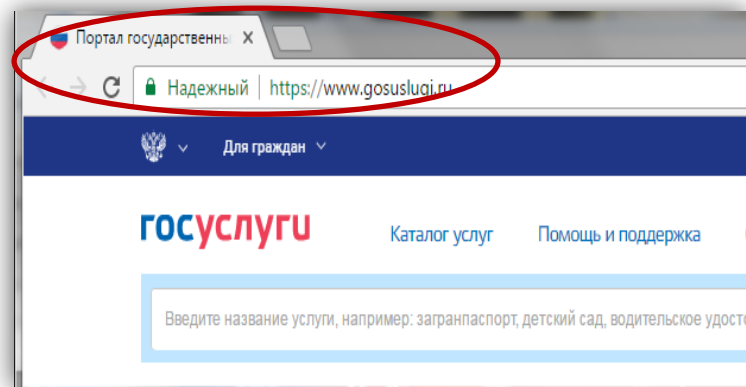 Портал государственны
Надежный | https://www.gosuslugi.ru
Для граждан
госуслуги
Каталог услуг Помощь и поддержка
Введите название услуги, например: загранпаспорт, детский сад, водительское удост